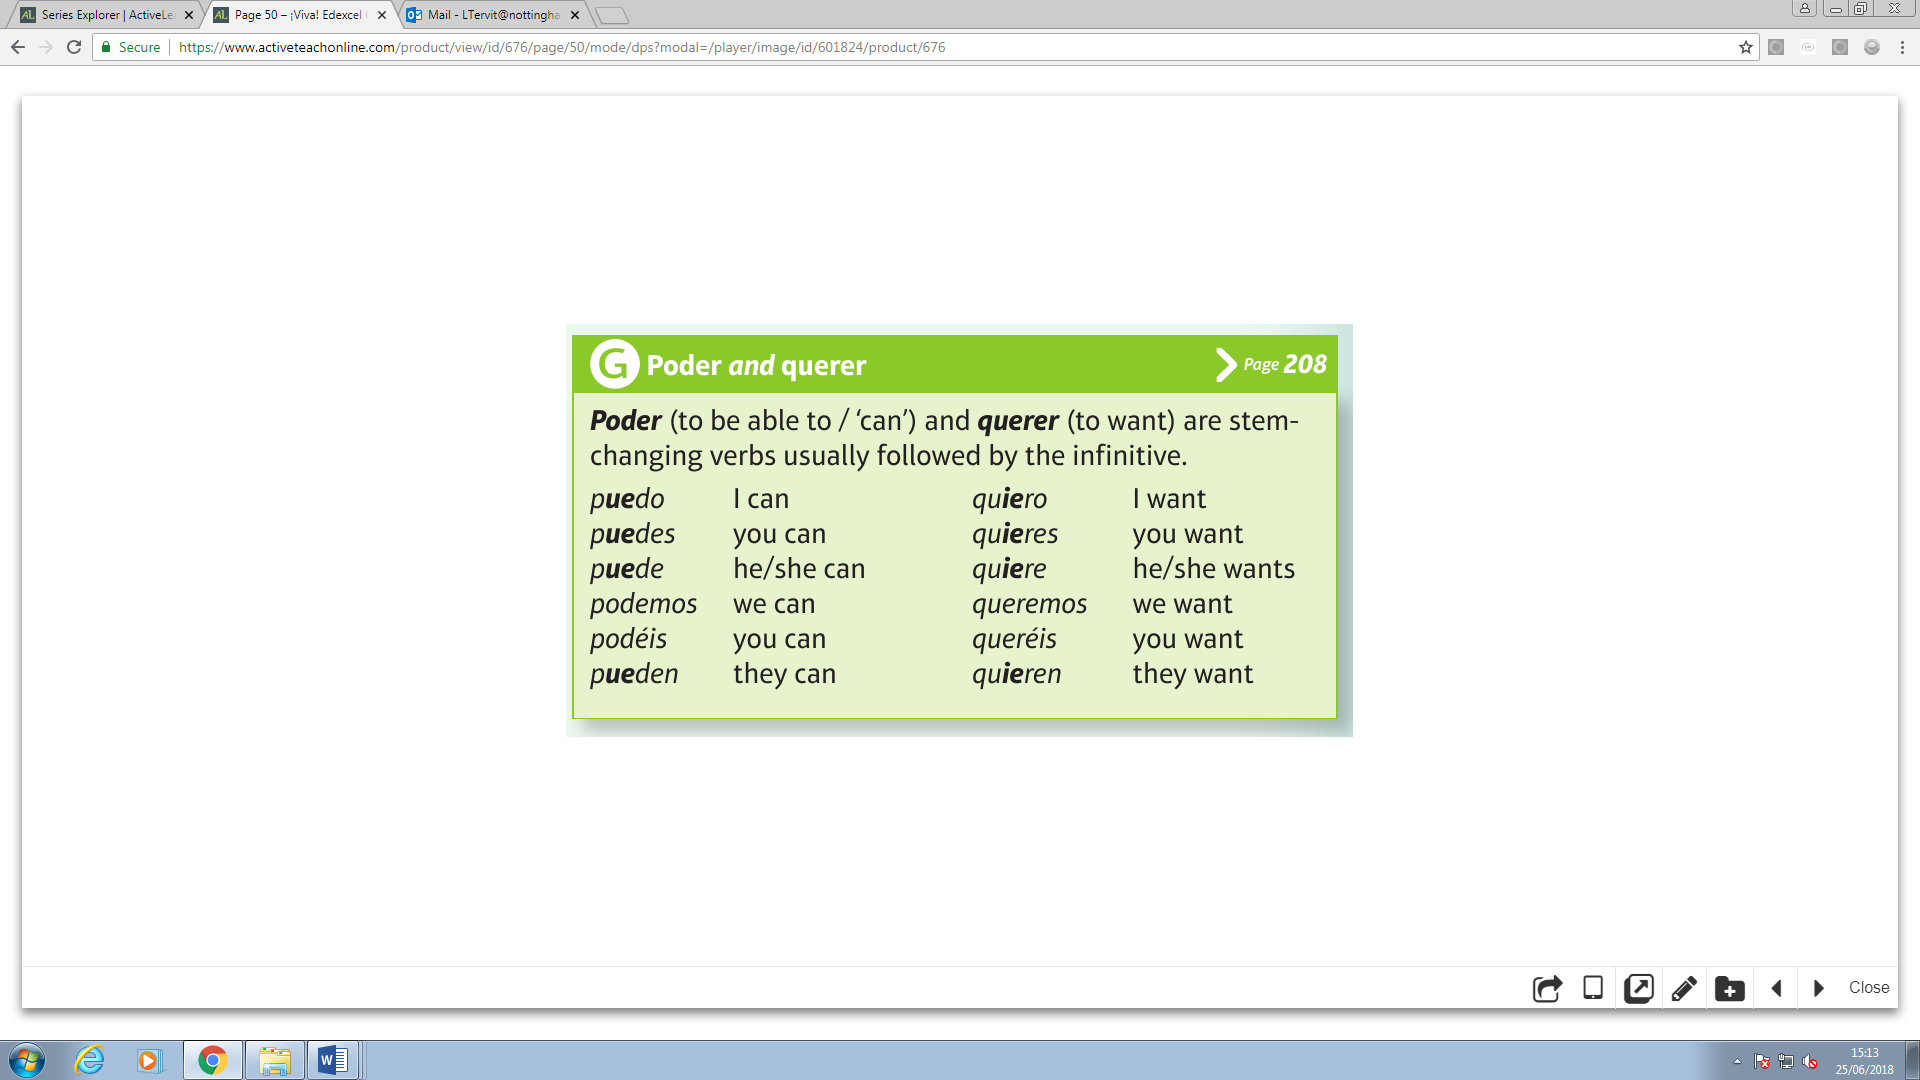 Series Explorer | ActiveLe
Page 50 – ¡Viva! Edexcel
Mail - LTervit@nottingha
Secure https://www.activeteachonline.com/product/view/id/676/page/50/mode/dps?modal=/player/image/id/601824/product/676
G Poder and querer Page 208
Poder (to be able to / ‘can’) and querer (to want) are stem-
changing verbs usually followed by the infinitive.
puedo I can quiero I want
puedes you can quieres you want
puede he/she can quiere he/she wants
podemos we can queremos we want
podéis you can queréis you want
pueden they can quieren they want
Close
15:13
25/06/2018